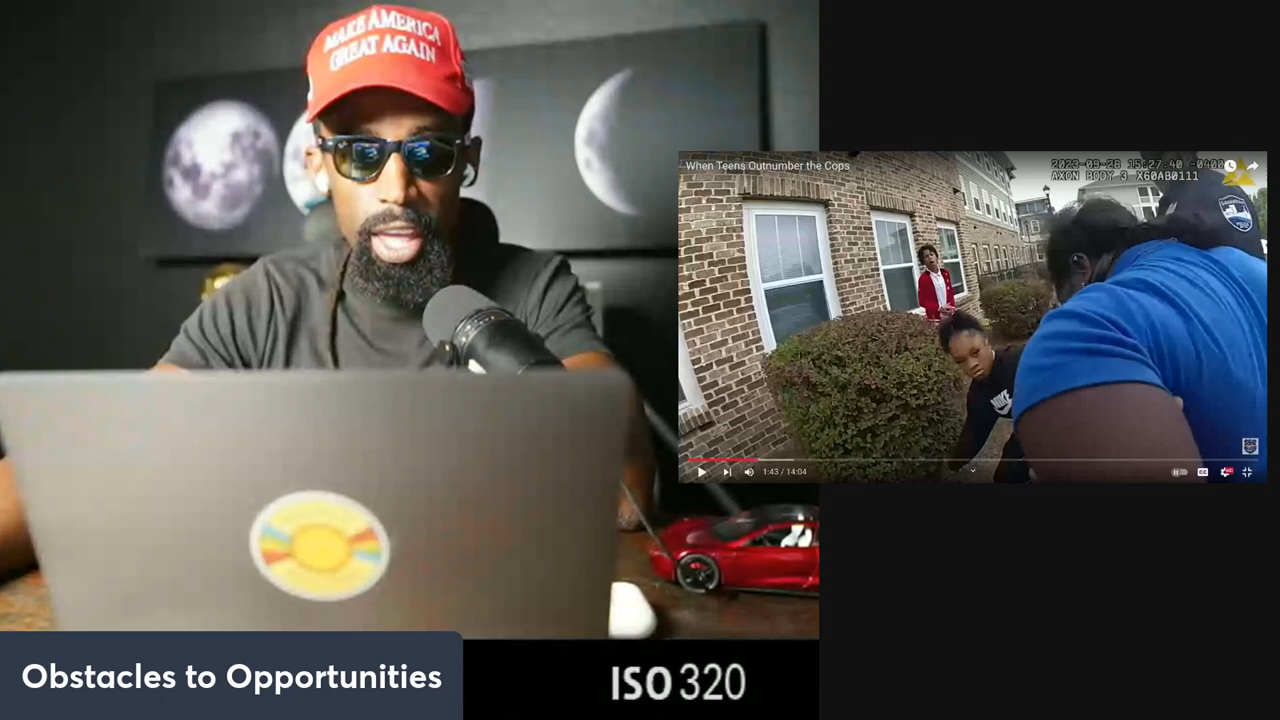 MAKE AMERICA
GREAT AGAIN
When Teens Outnumber the Cops
2023-09-28 15:27:40 -0400
AXON BODY 3 X60AB0111
NIKE
1:43 / 14:04
Obstacles to Opportunities
ISO 320